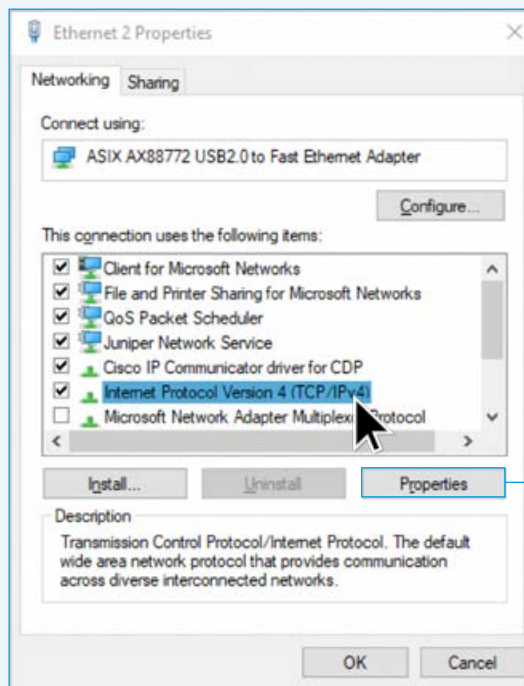 Ethernet 2 Properties
Networking
Sharing
Connect using:
ASIX AX88772 USB2.0 to Fast Ethernet Adapter
Configure...
This connection uses the following items:
Client for Microsoft Networks
File and Printer Sharing for Microsoft Networks
QoS Packet Scheduler
Juniper Network Service
Cisco IP Communicator driver for CDP
Internet Protocol Version 4 (TCP/IPv4)
Microsoft Network Adapter Multiplexor Protocol
Install...
Uninstall
Properties
Description
Transmission Control Protocol/Internet Protocol. The default
wide area network protocol that provides communication
across diverse interconnected networks.
OK
Cancel